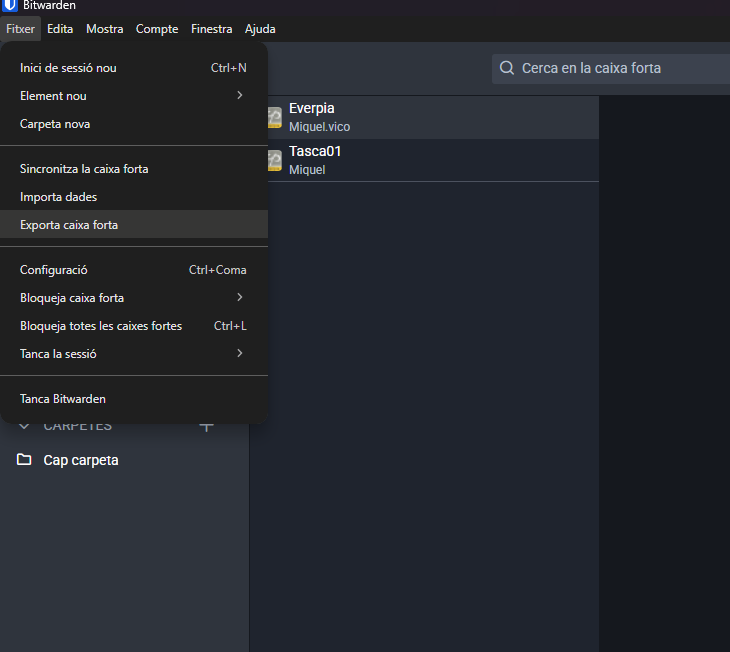 Bitwarden
Fitxer Edita Mostra Compte Finestra Ajuda
Inici de sessió nou Ctrl+N
Element nou
Carpeta nova
Sincronitza la caixa forta
Importa dades
Exporta caixa forta
Configuració Ctrl+Coma
Bloqueja caixa forta
Bloqueja totes les caixes fortes Ctrl+L
Tanca la sessió
Tanca Bitwarden
CARPETES
Cap carpeta
Cerca en la caixa forta
Everpia
Miquel.vico
Tasca01
Miquel